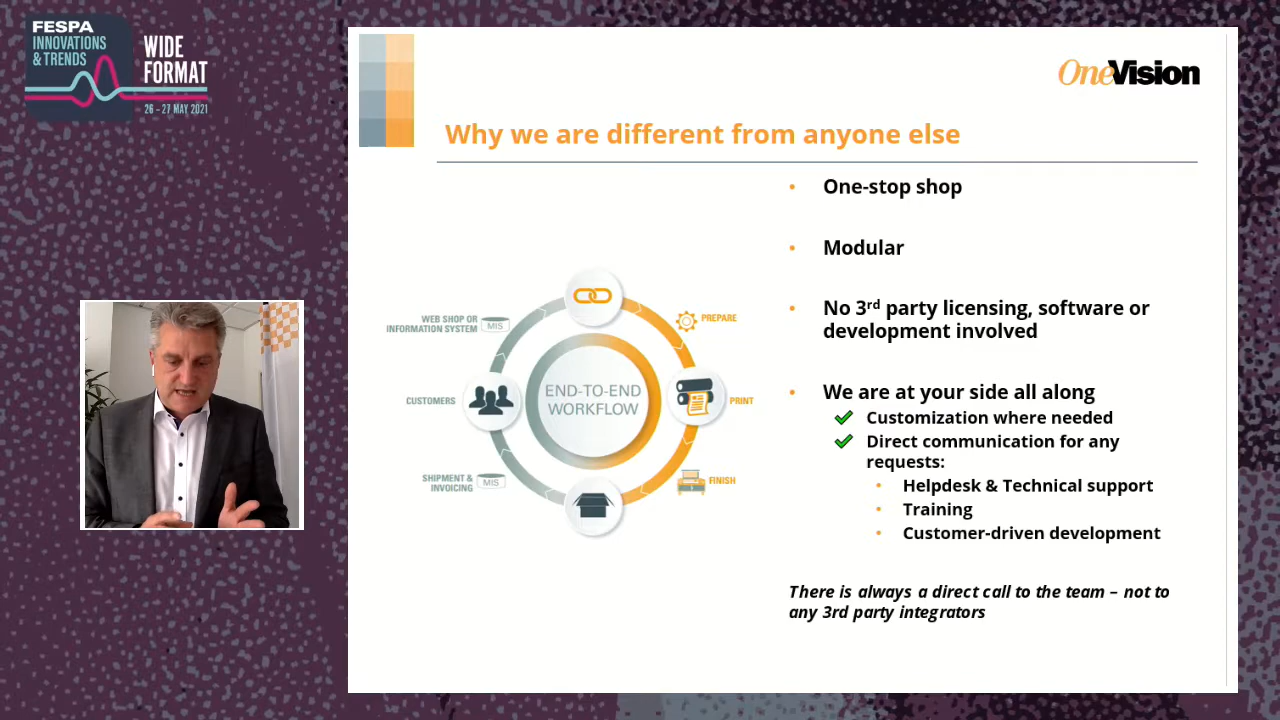 FESPA
INNOVATIONS
& TRENDS
WIDE
FORMAT
26 - 27 MAY 2021
OneVision
Why we are different from anyone else
• One-stop shop
• Modular
• No 3rd party licensing, software or
development involved
• We are at your side all along
✔ Customization where needed
✔ Direct communication for any
requests:
• Helpdesk & Technical support
• Training
• Customer-driven development
There is always a direct call to the team – not to
any 3rd party integrators
WEB SHOP OR
INFORMATION SYSTEM
MIS
PREPARE
CUSTOMERS
END-TO-END
WORKFLOW
PRINT
SHIPMENT &
INVOICING
MIS
FINISH